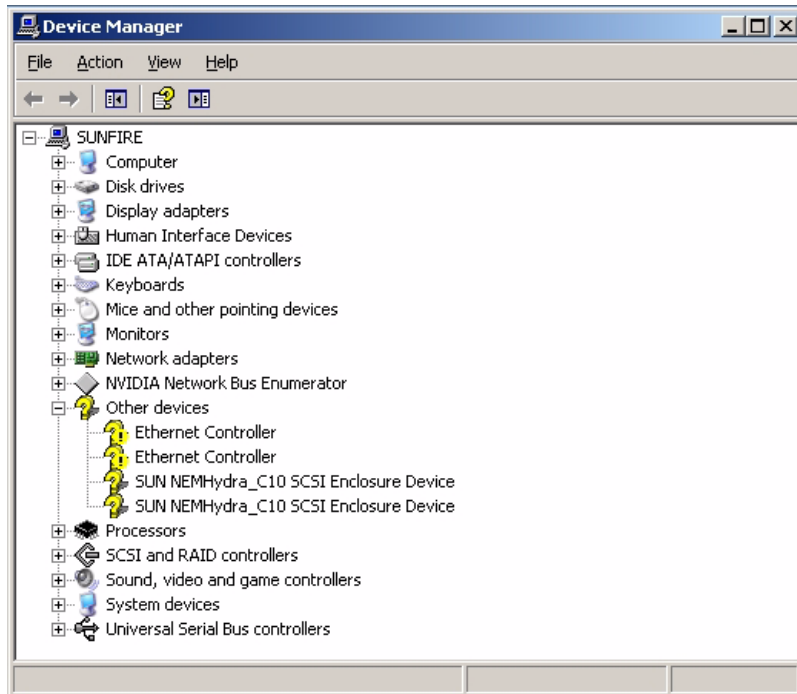 Device Manager
File Action View Help
SUNFIRE
Computer
Disk drives
Display adapters
Human Interface Devices
IDE ATA/ATAPI controllers
Keyboards
Mice and other pointing devices
Monitors
Network adapters
NVIDIA Network Bus Enumerator
Other devices
Ethernet Controller
Ethernet Controller
SUN NEMHydra_C10 SCSI Enclosure Device
SUN NEMHydra_C10 SCSI Enclosure Device
Processors
SCSI and RAID controllers
Sound, video and game controllers
System devices
Universal Serial Bus controllers